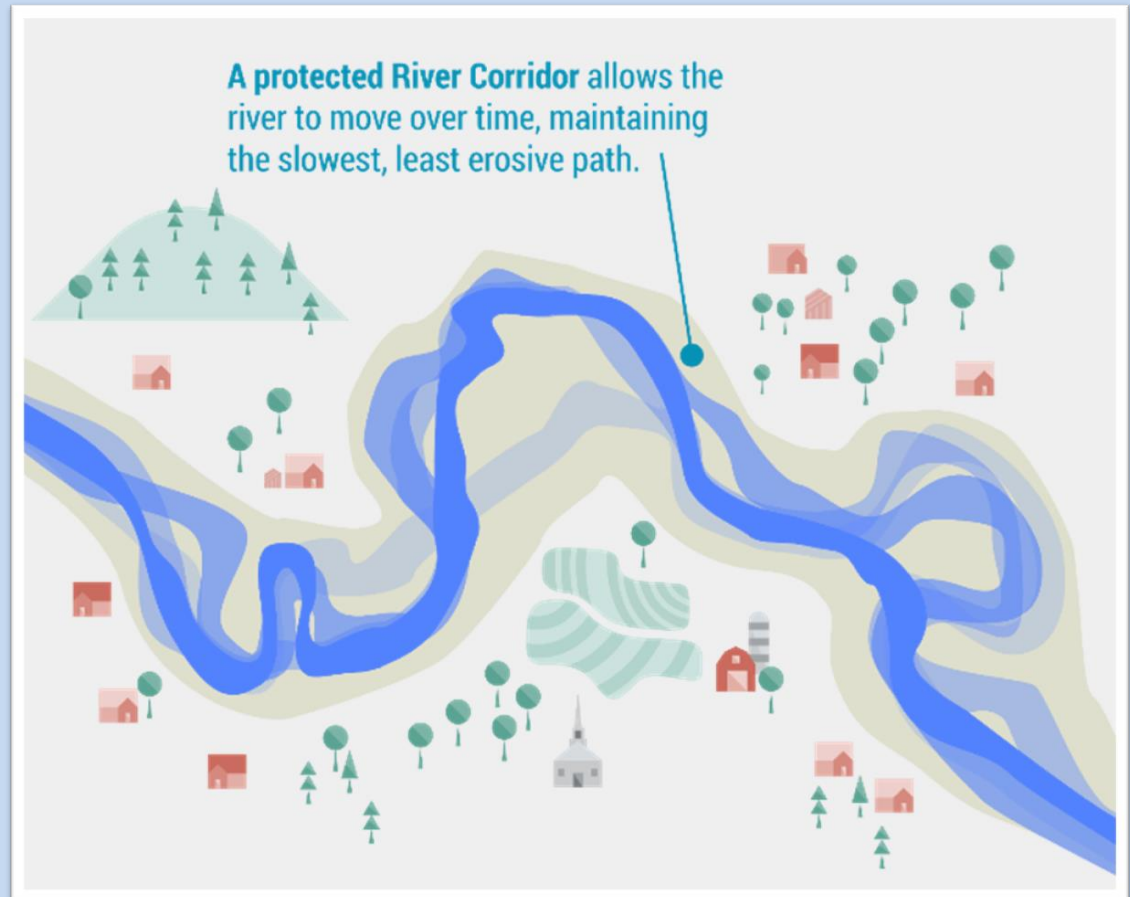 A protected River Corridor allows the
river to move over time, maintaining
the slowest, least erosive path.